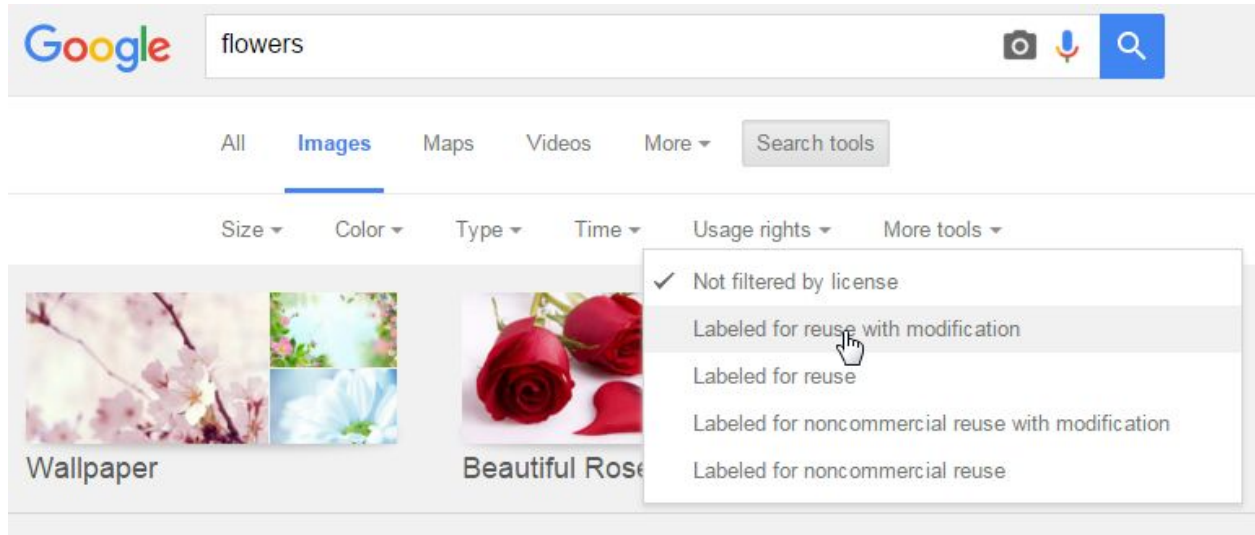 Google flowers
All Images Maps Videos More Search tools
Size Color Type Time Usage rights More tools
Not filtered by license
Labeled for reuse with modification
Labeled for reuse
Labeled for noncommercial reuse with modification
Labeled for noncommercial reuse
Wallpaper
Beautiful Rose